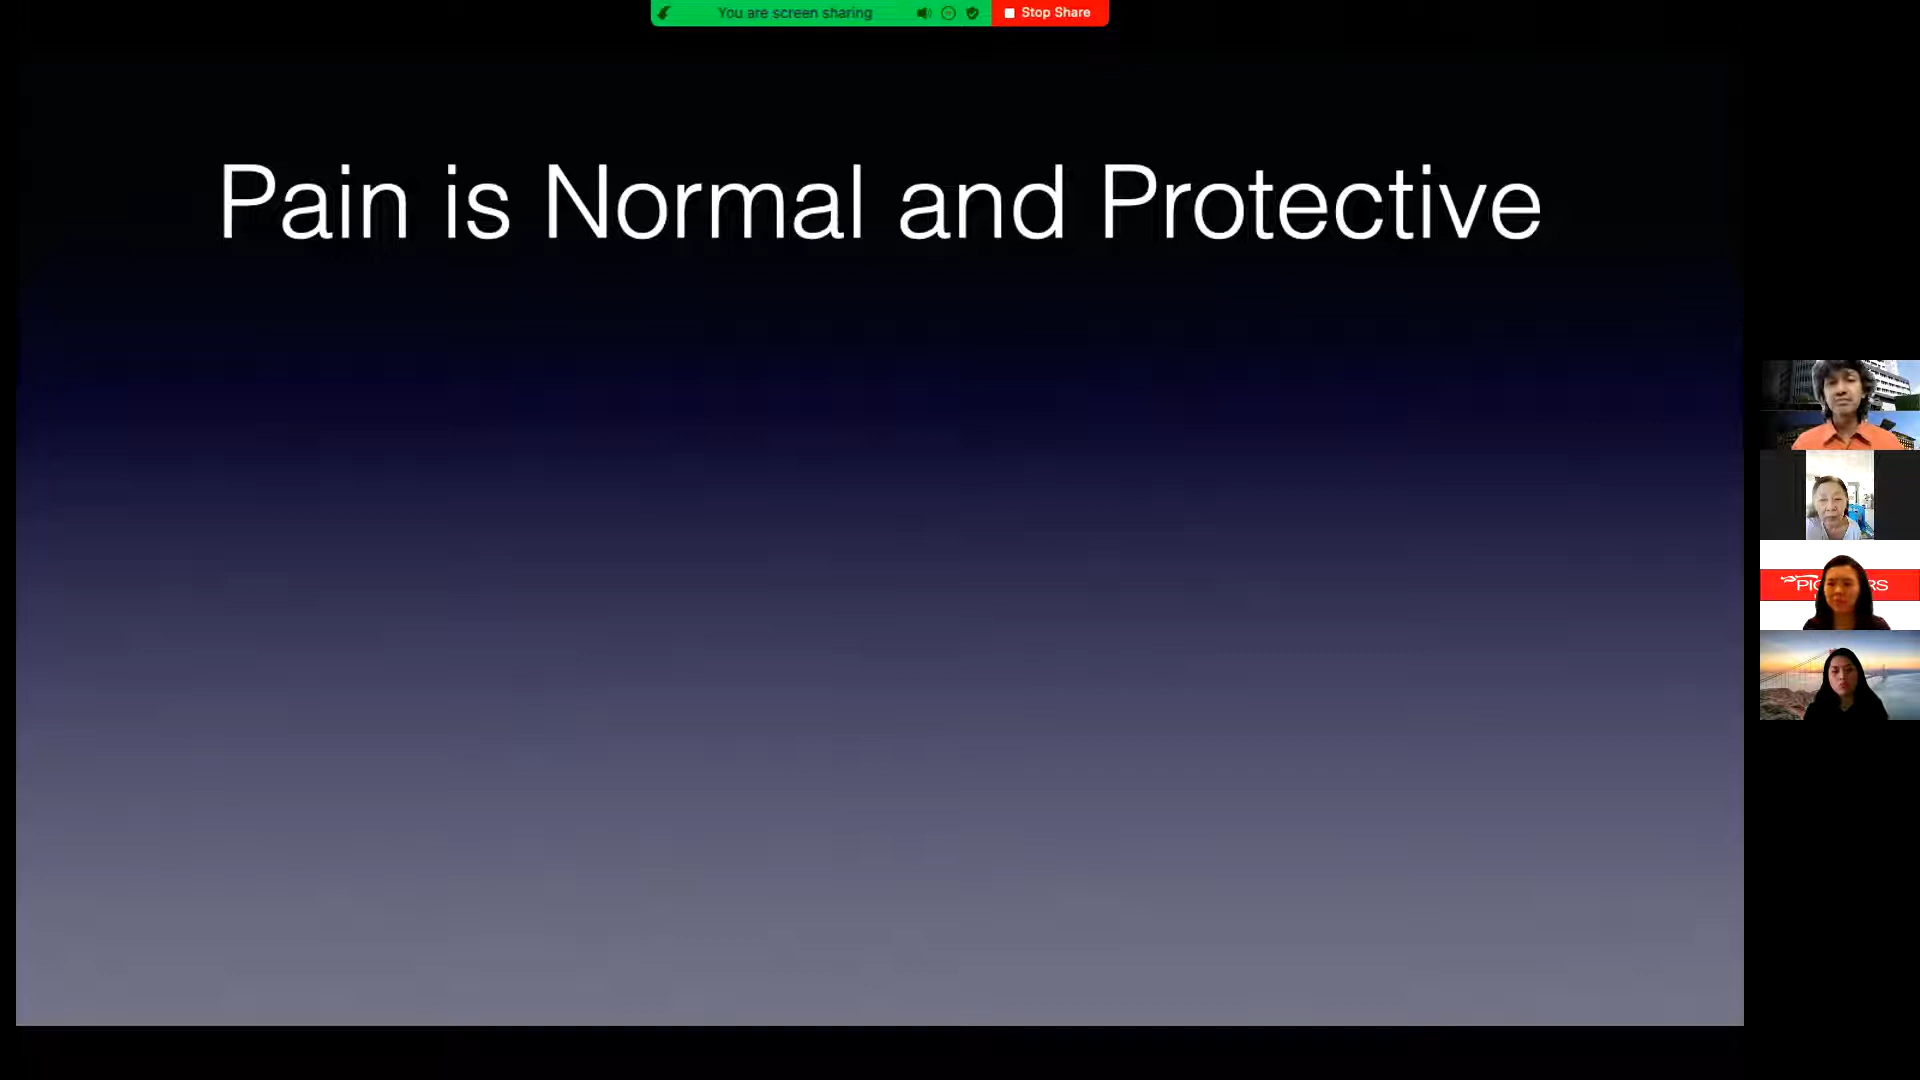 You are screen sharing
Stop Share
Pain is Normal and Protective